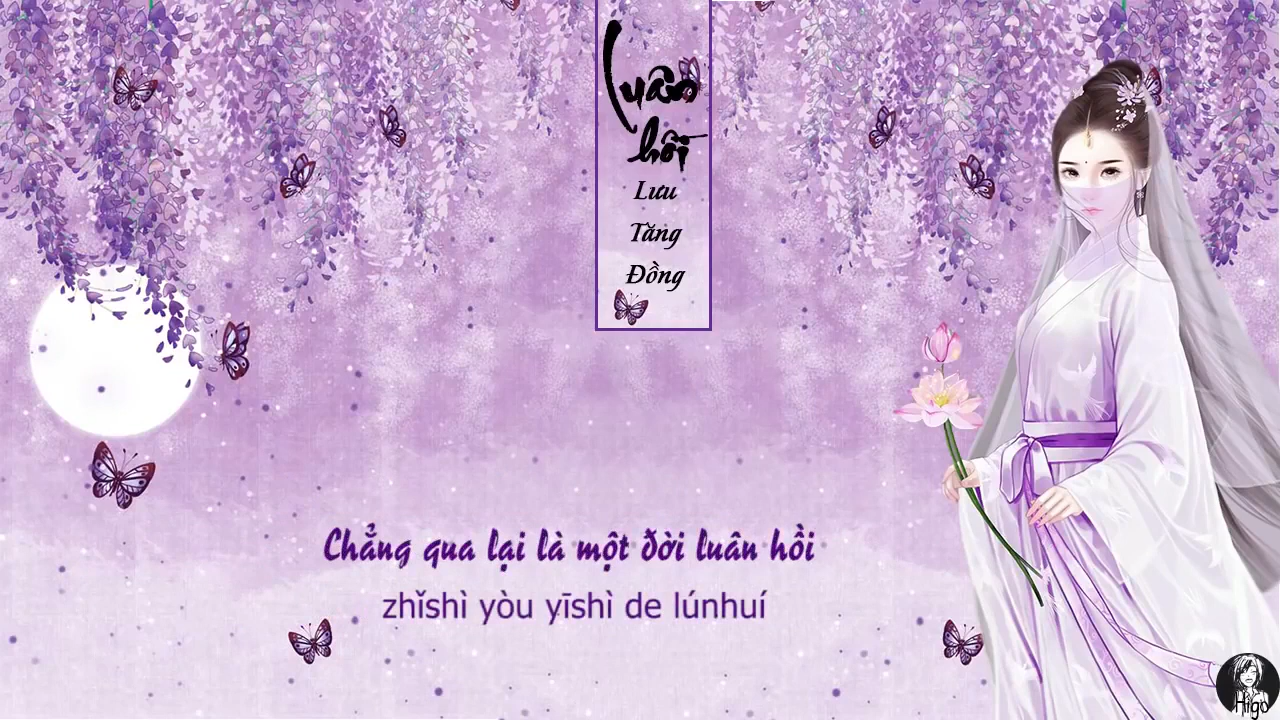 Luân
hồi
Lưu
Tăng
Đồng
Chẳng qua lại là một đời luân hồi
zhǐshì yòu yīshì de lúnhuí
Higo